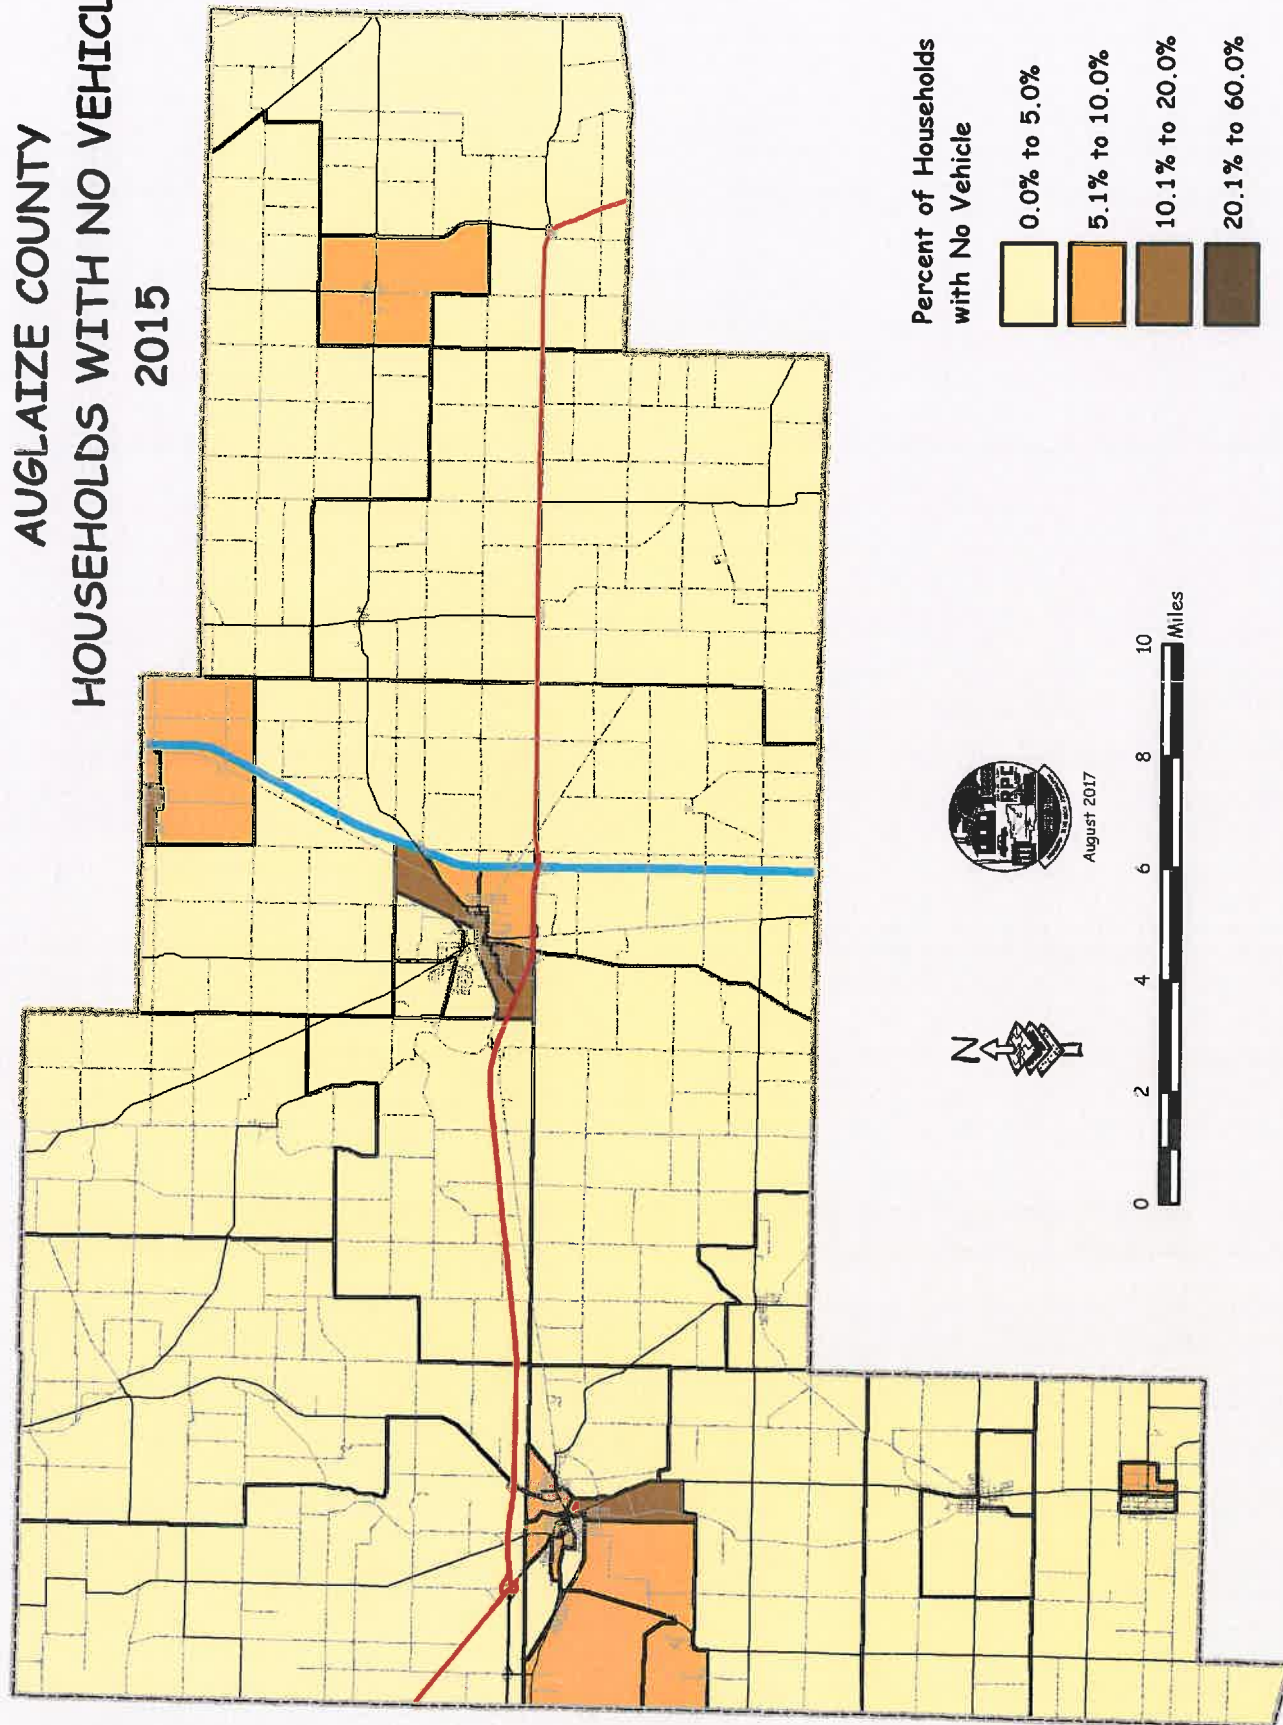 AUGLAIZE COUNTY
HOUSEHOLDS WITH NO VEHICL
2015
Percent of Households
with No Vehicle
0.0% to 5.0%
5.1% to 10.0%
10.1% to 20.0%
20.1% to 60.0%
N
RPC
August 2017
0 2 4 6 8 10
Miles